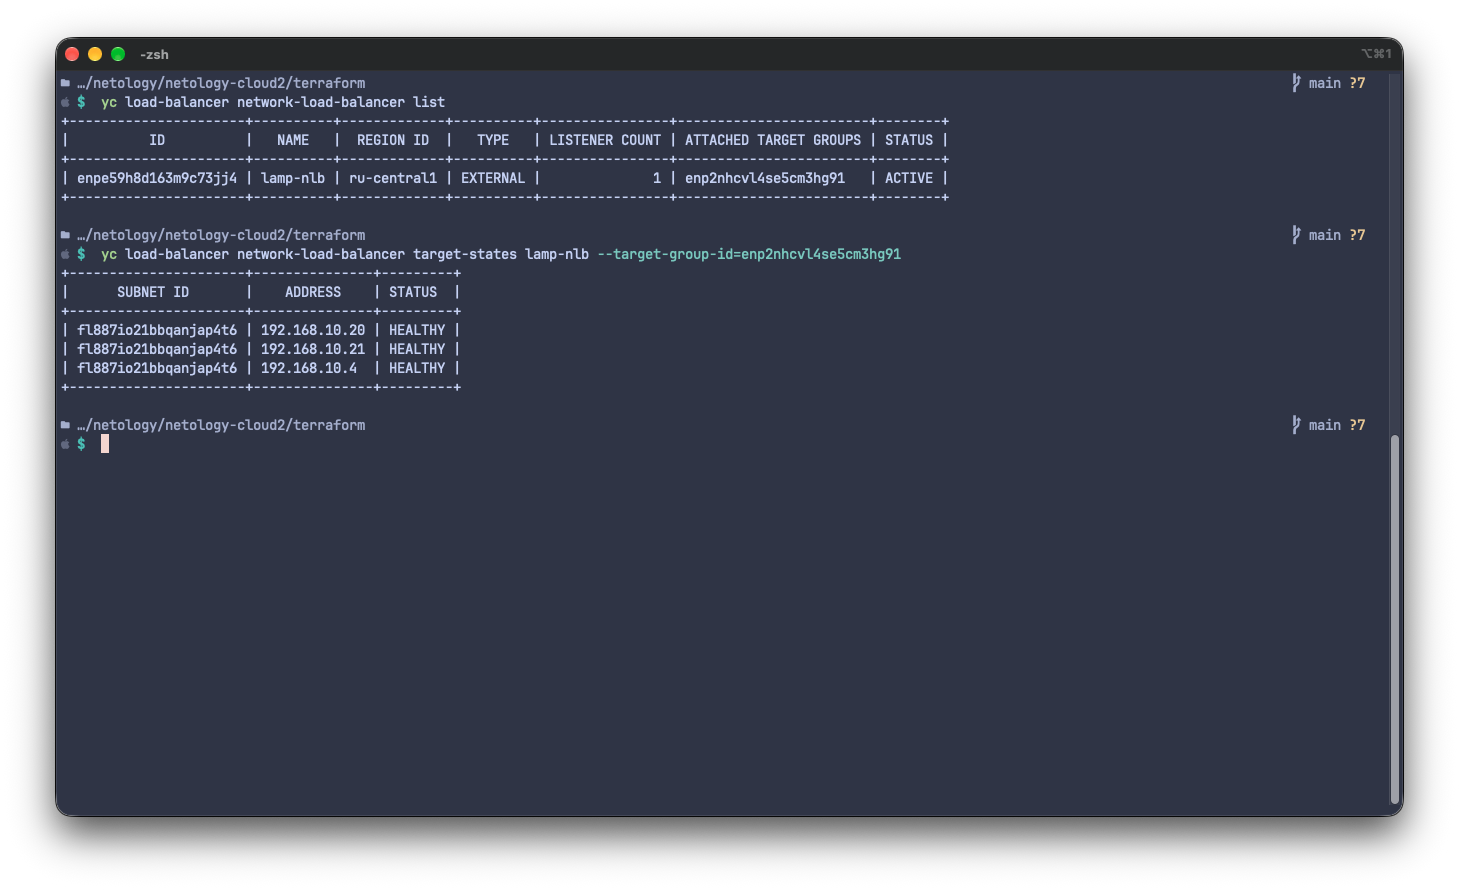 -zsh ⌥⌘1
…/netology/netology-cloud2/terraform main ?7
$ yc load-balancer network-load-balancer list
+----------------------+----------+-------------+----------+----------------+------------------------+--------+
| ID | NAME | REGION ID | TYPE | LISTENER COUNT | ATTACHED TARGET GROUPS | STATUS |
+----------------------+----------+-------------+----------+----------------+------------------------+--------+
| enpe59h8d163m9c73jj4 | lamp-nlb | ru-central1 | EXTERNAL | 1 | enp2nhcvl4se5cm3hg91 | ACTIVE |
+----------------------+----------+-------------+----------+----------------+------------------------+--------+
…/netology/netology-cloud2/terraform main ?7
$ yc load-balancer network-load-balancer target-states lamp-nlb --target-group-id=enp2nhcvl4se5cm3hg91
+----------------------+---------------+---------+
| SUBNET ID | ADDRESS | STATUS |
+----------------------+---------------+---------+
| fl887io21bbqanjap4t6 | 192.168.10.20 | HEALTHY |
| fl887io21bbqanjap4t6 | 192.168.10.21 | HEALTHY |
| fl887io21bbqanjap4t6 | 192.168.10.4 | HEALTHY |
+----------------------+---------------+---------+
…/netology/netology-cloud2/terraform main ?7
$